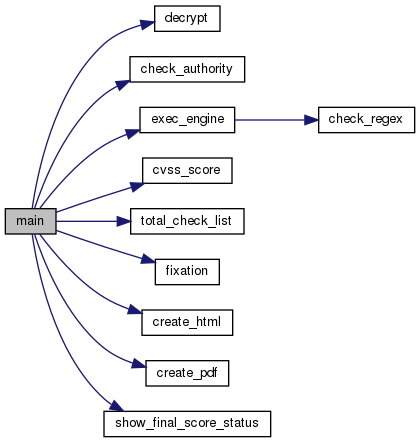 decrypt
check_authority
exec_engine
check_regex
cvss_score
main
total_check_list
fixation
create_html
create_pdf
show_final_score_status